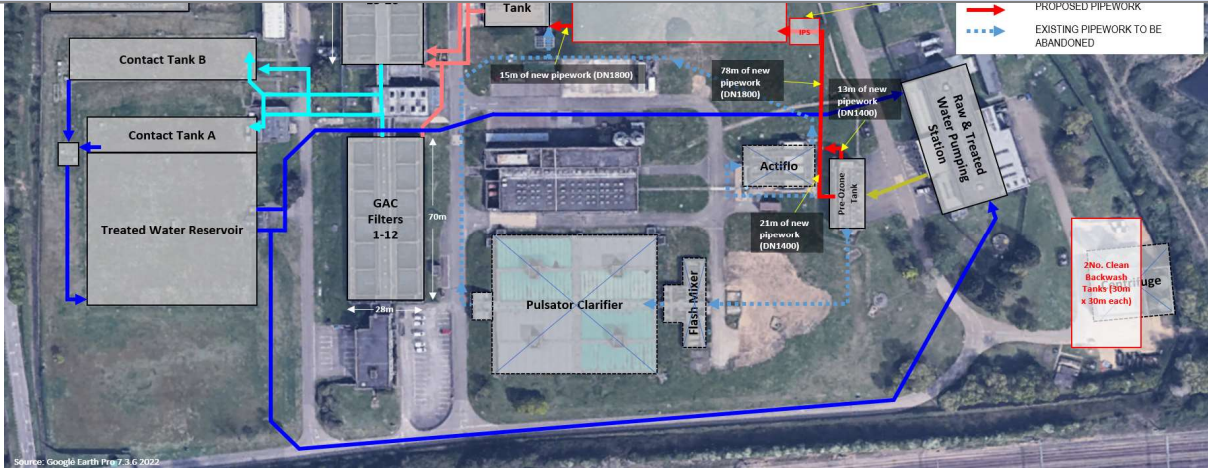 Tank
IPS
PROPOSED PIPEWORK
EXISTING PIPEWORK TO BE
ABANDONED
Contact Tank B
15m of new pipework (DN1800)
78m of new
pipework
(DN1800)
13m of new
pipework
(DN1400)
Raw & Treated
Water Pumping
Station
Contact Tank A
Actiflo
Pre-Ozone
Tank
GAC
Filters
1-12
70m
Treated Water Reservoir
21m of new
pipework
(DN1400)
2No. Clean
Backwash
Tanks (30m
x 30m each)
Centrifuge
Pulsator Clarifier
Flash Mixer
28m
Source: Google Earth Pro 7.3.6 2022